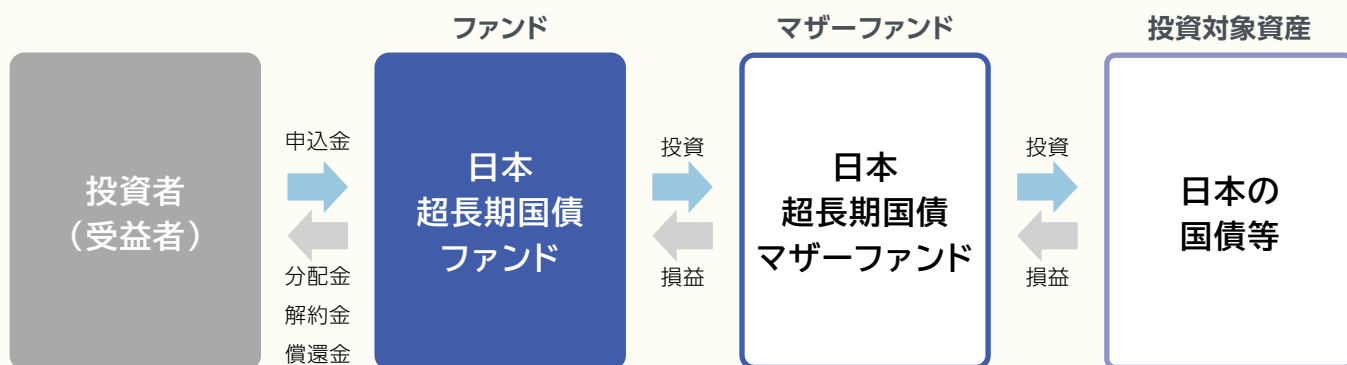 ファンド
マザーファンド
投資対象資産
投資者
（受益者）
申込金
分配金
解約金
償還金
日本
超長期国債
ファンド
投資
損益
日本
超長期国債
マザーファンド
投資
損益
日本の
国債等